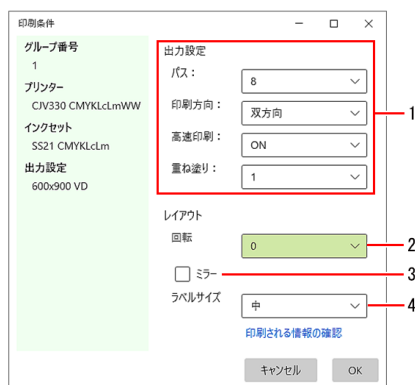 印刷条件
グループ番号
1
プリンター
CJV330 CMYKLcLmWW
インクセット
SS21 CMYKLcLm
出力設定
600x900 VD
出力設定
パス：
8
印刷方向：
双方向
高速印刷：
ON
重ね塗り：
1
1
レイアウト
回転
0
2
ミラー
3
ラベルサイズ
中
4
印刷される情報の確認
キャンセル
OK